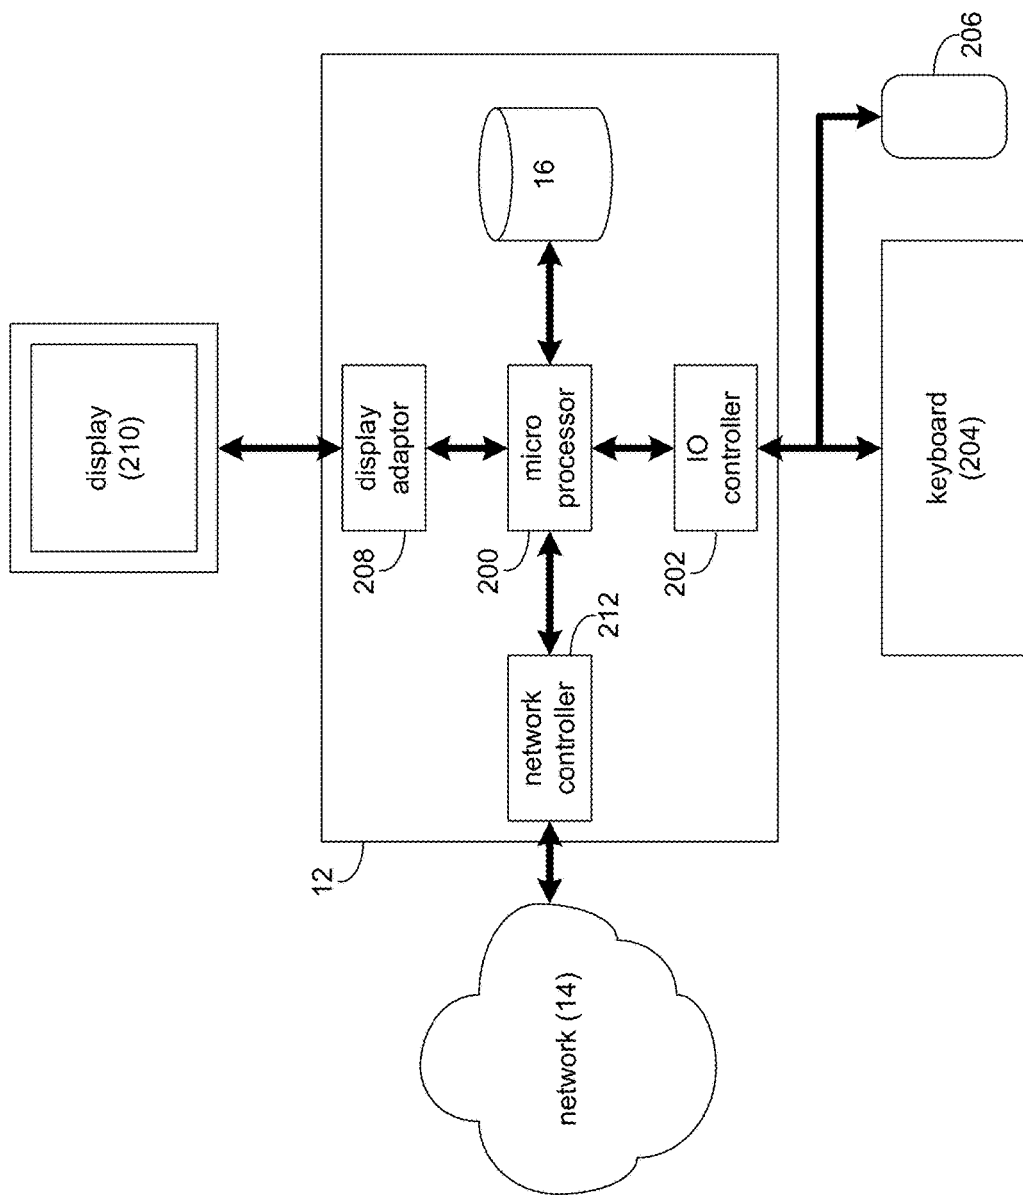 display
(210)
12
display
adaptor
208
micro
processor
200
16
network
controller
212
IO
controller
202
network (14)
keyboard
(204)
206